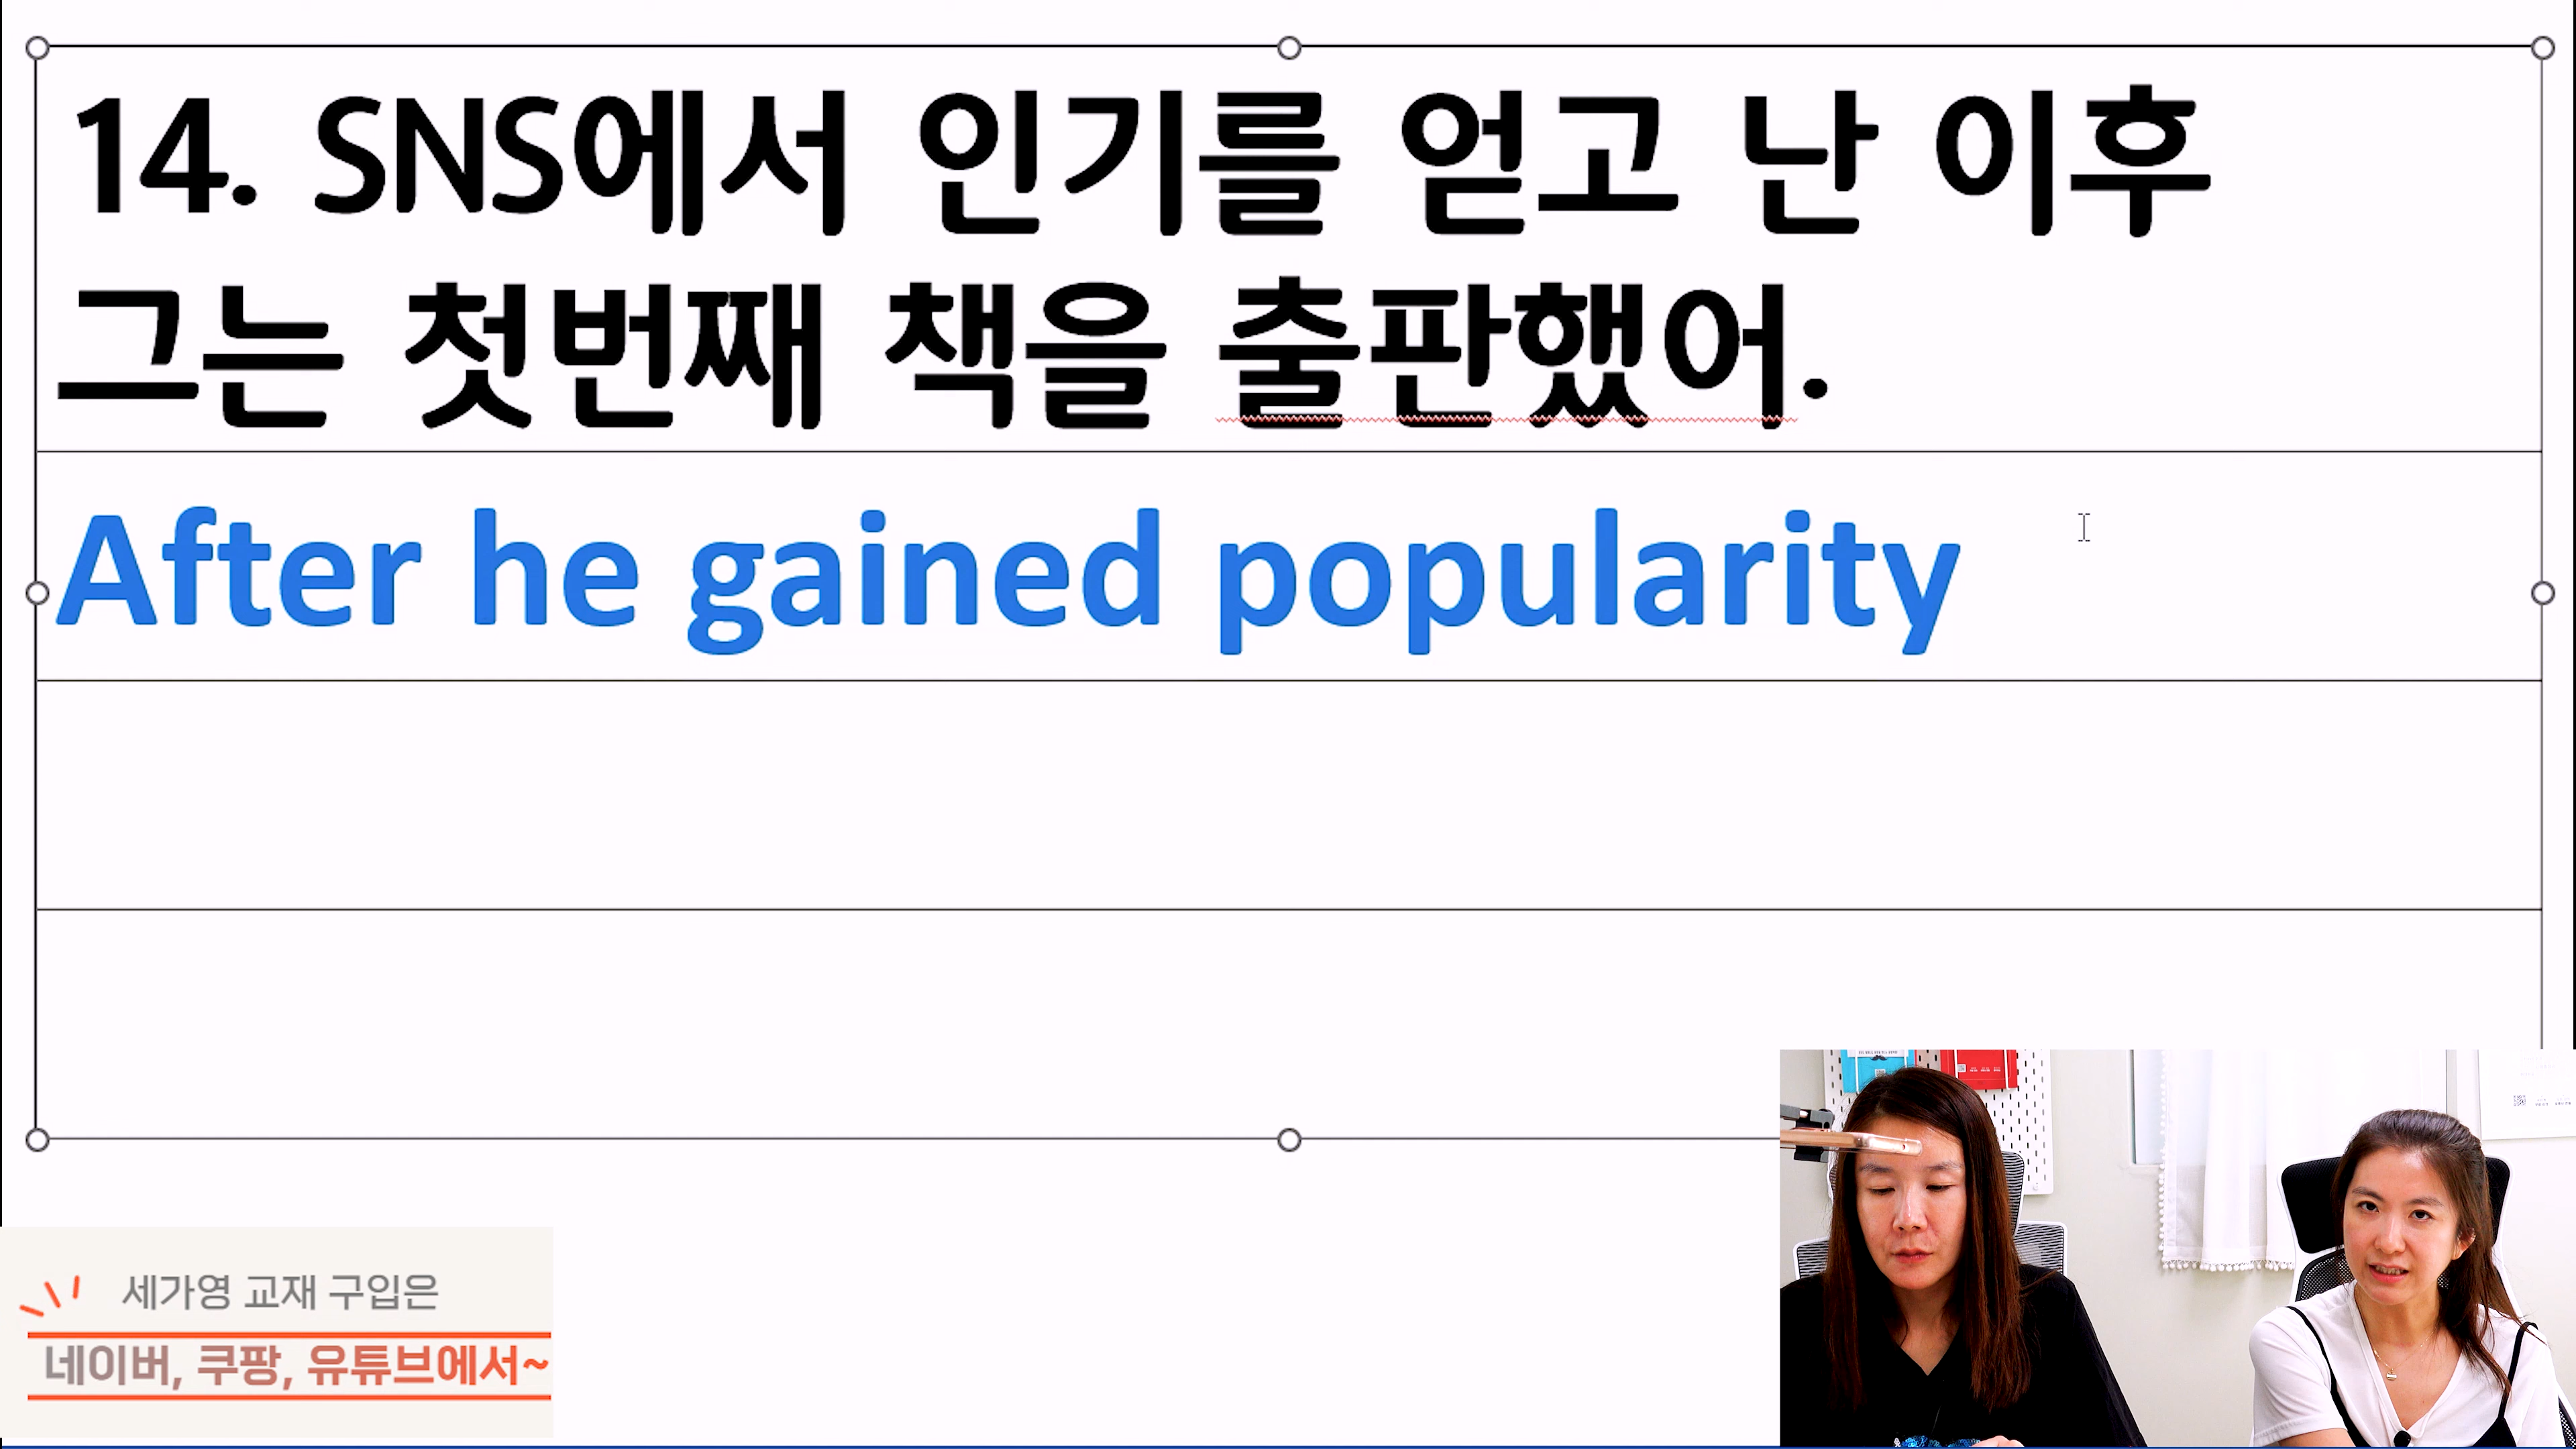 14. SNS에서 인기를 얻고 난 이후
그는 첫번째 책을 출판했어.
After he gained popularity
세가영 교재 구입은
네이버, 쿠팡, 유튜브에서~